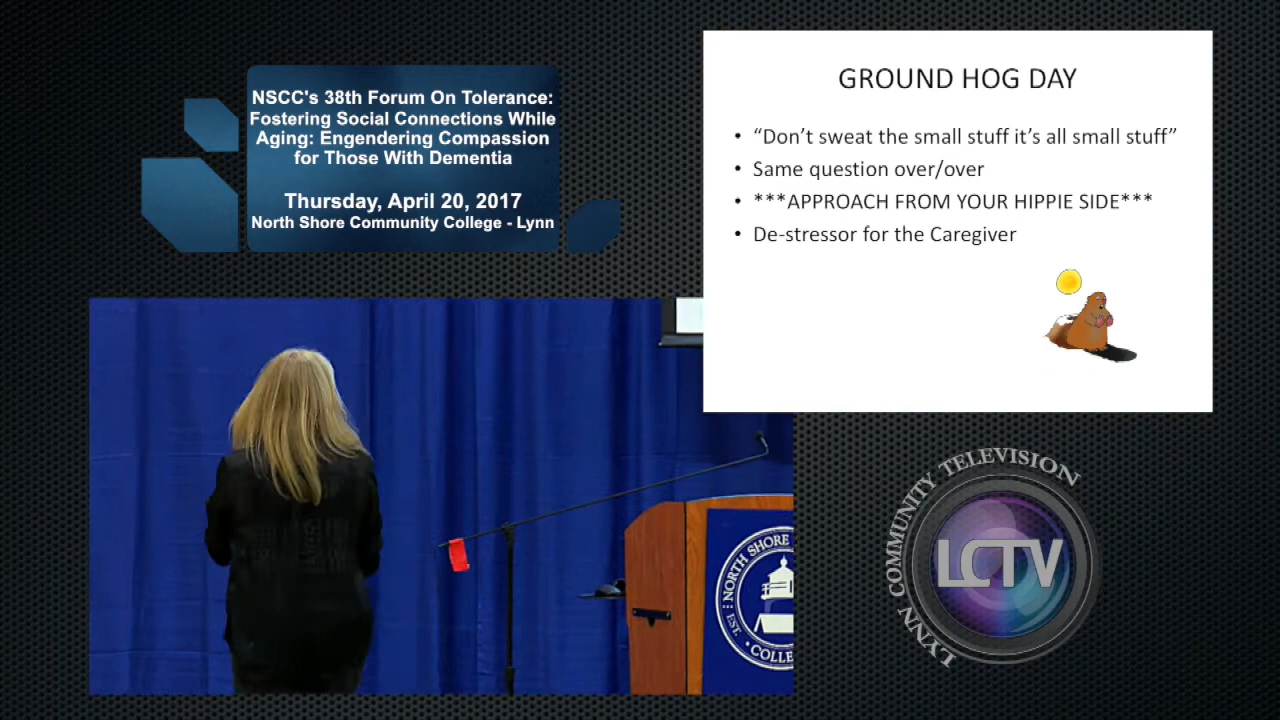 NSCC's 38th Forum On Tolerance:
Fostering Social Connections While
Aging: Engendering Compassion
for Those With Dementia
Thursday, April 20, 2017
North Shore Community College - Lynn
GROUND HOG DAY
• “Don’t sweat the small stuff it’s all small stuff”
• Same question over/over
• ***APPROACH FROM YOUR HIPPIE SIDE***
• De-stressor for the Caregiver
NORTH SHORE
EST.
COLLE
LYNN COMMUNITY TELEVISION
LCTV